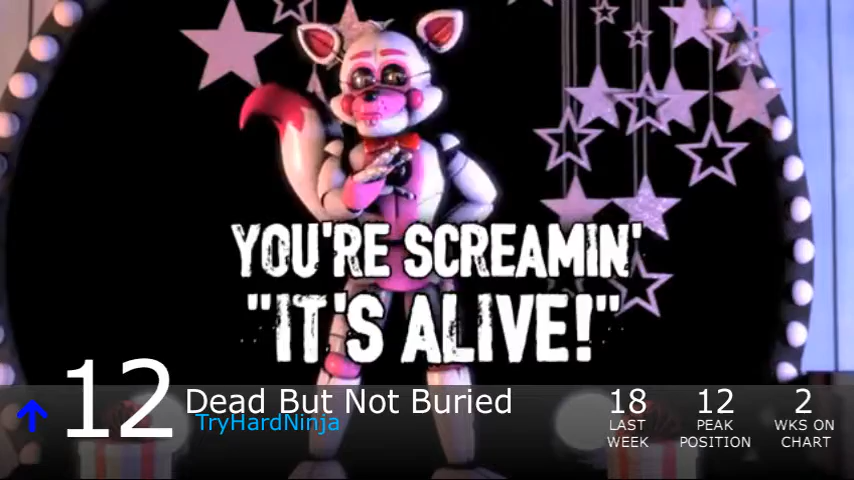 YOU'RE SCREAMIN'
"IT'S ALIVE!"
12
Dead But Not Buried
TryHardNinja
18
LAST
WEEK
12
PEAK
POSITION
2
WKS ON
CHART